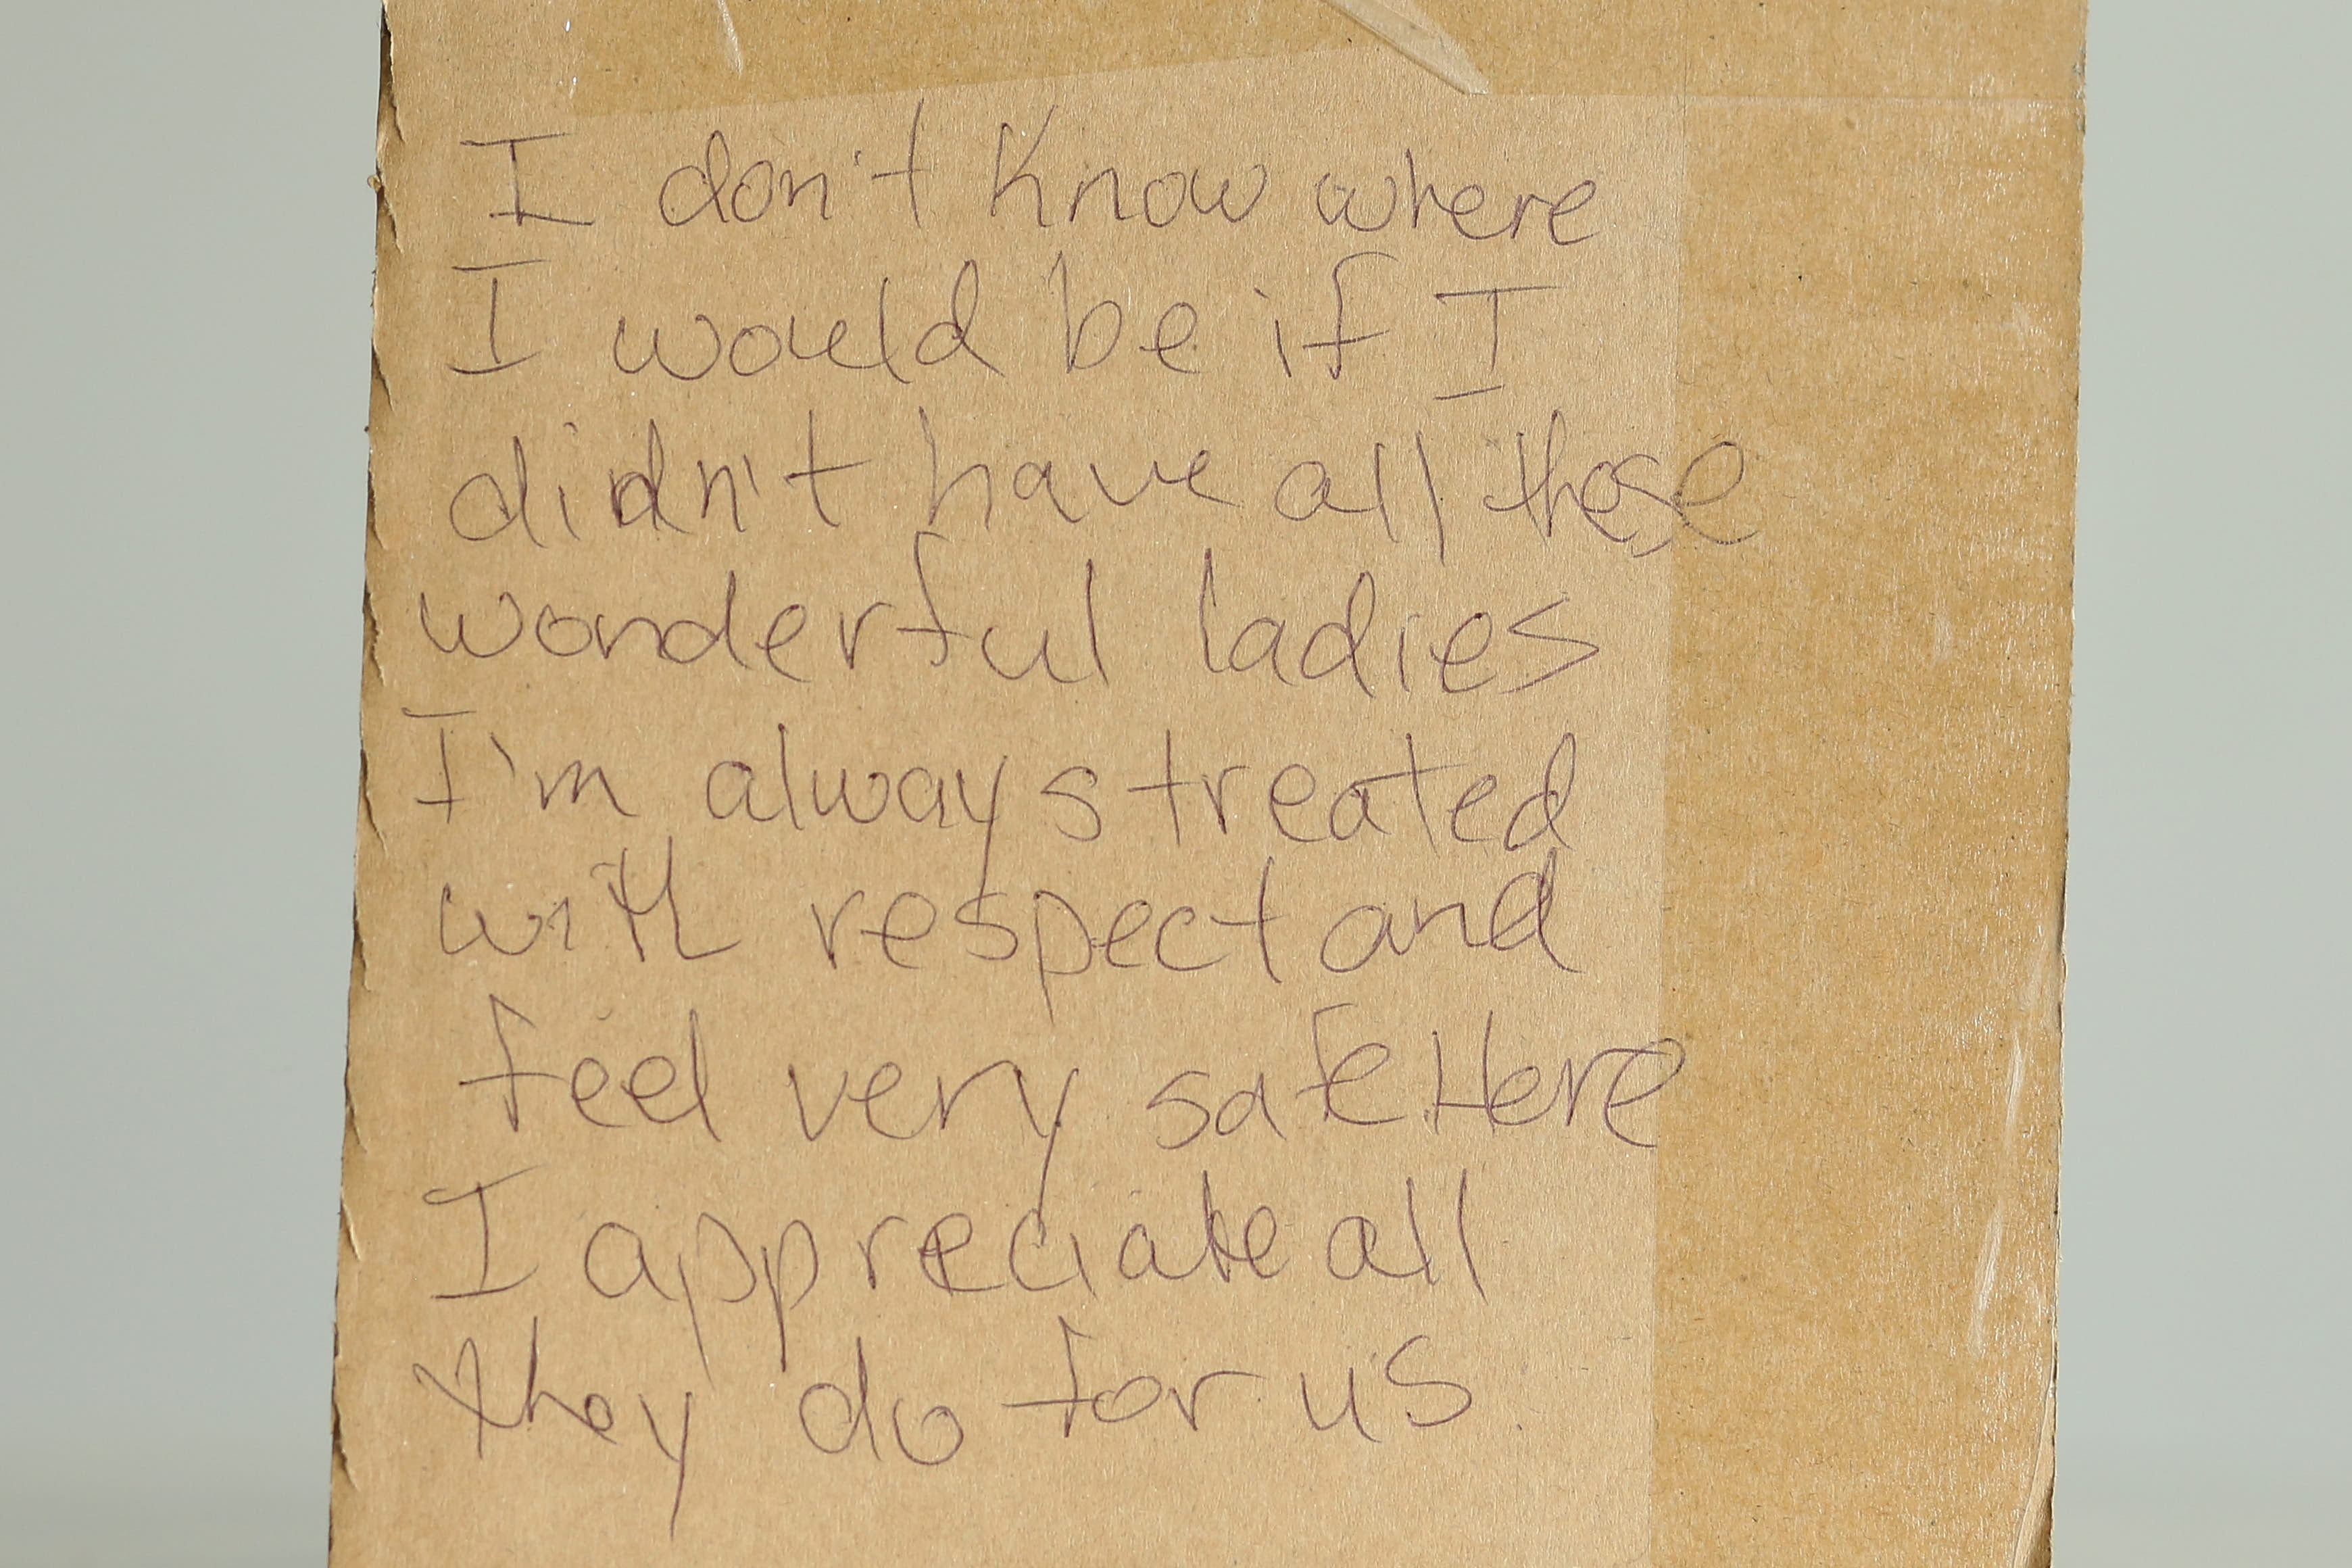 I don't know where
I would be if I
didn't have all these
wonderful ladies
I'm always treated
with respect and
feel very safe Here
I appreciate all
they do for us.